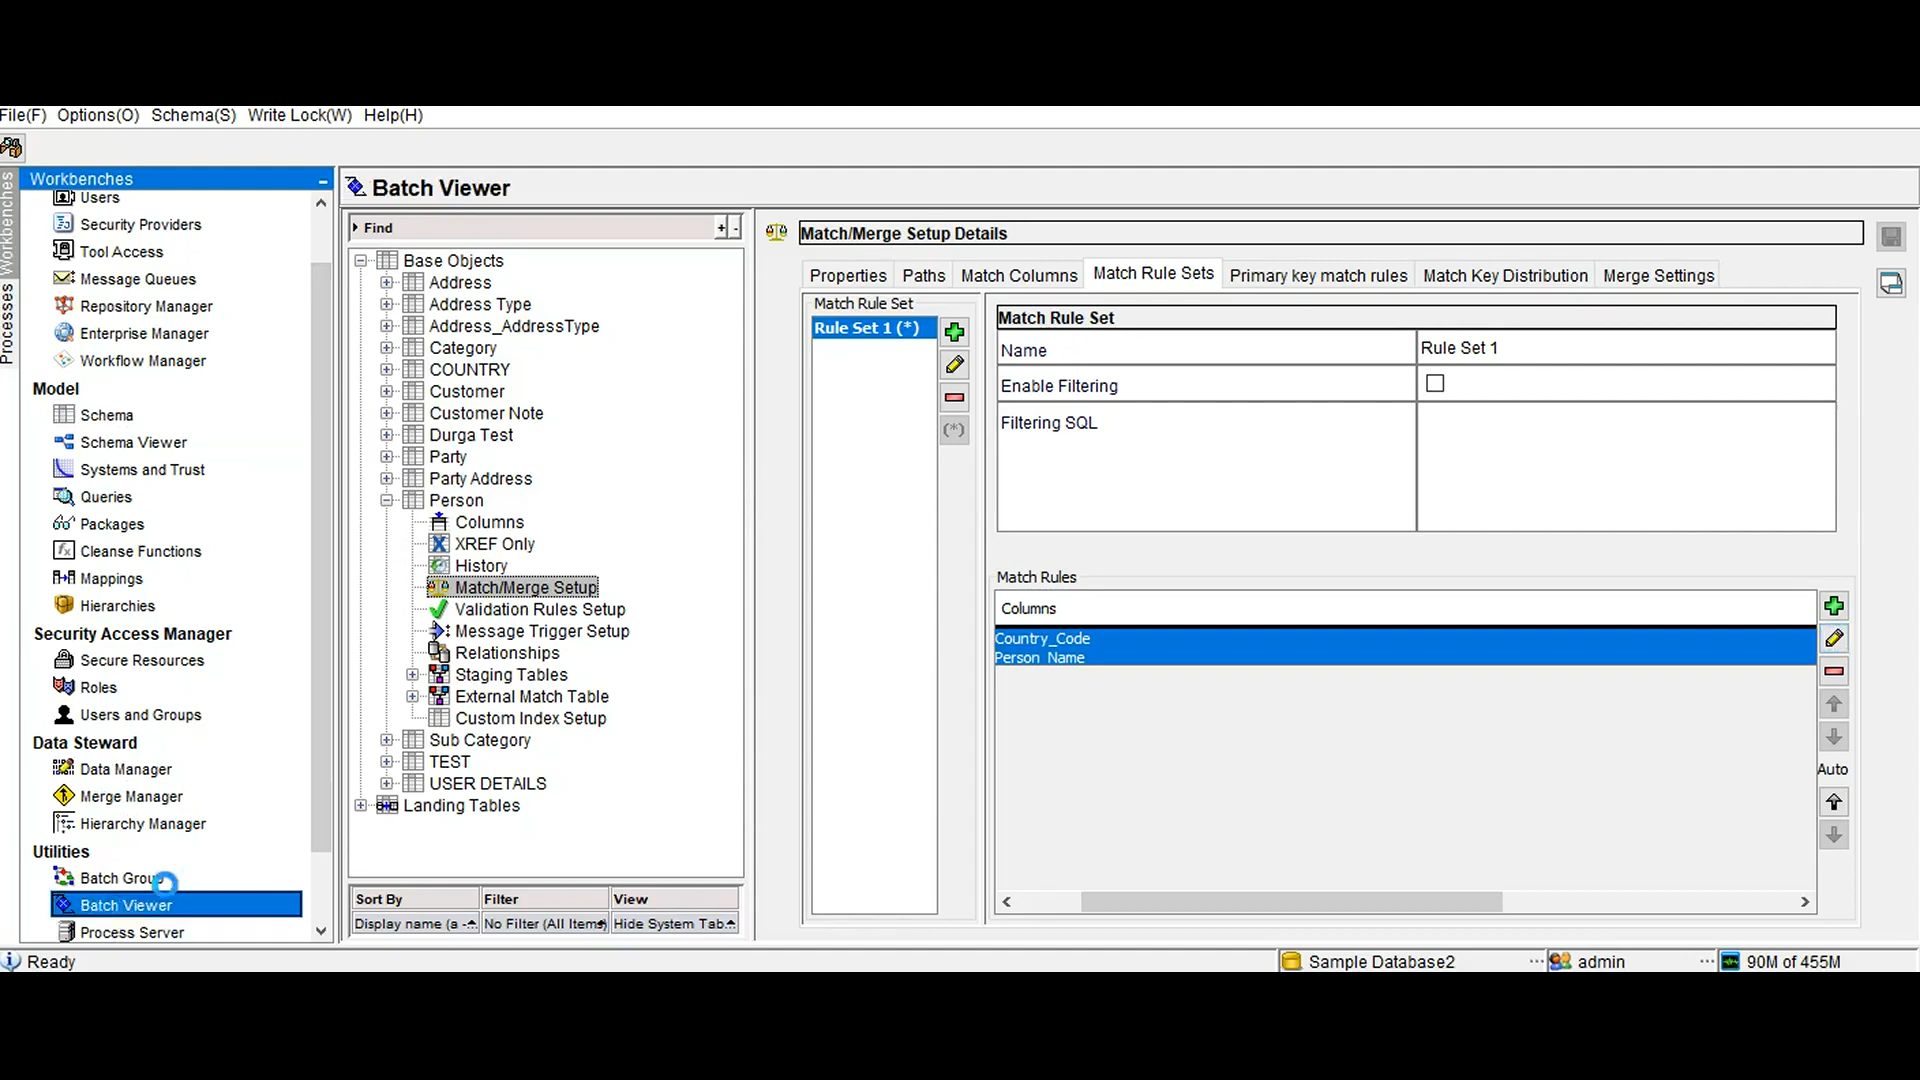 File(F) Options(O) Schema(S) Write Lock(W) Help(H)
Workbenches
Processes
Workbenches
Users
Security Providers
Tool Access
Message Queues
Repository Manager
Enterprise Manager
Workflow Manager
Model
Schema
Schema Viewer
Systems and Trust
Queries
Packages
Cleanse Functions
Mappings
Hierarchies
Security Access Manager
Secure Resources
Roles
Users and Groups
Data Steward
Data Manager
Merge Manager
Hierarchy Manager
Utilities
Batch Group
Batch Viewer
Process Server
Batch Viewer
Find
+ -
Base Objects
Address
Address Type
Address_AddressType
Category
COUNTRY
Customer
Customer Note
Durga Test
Party
Party Address
Person
Columns
XREF Only
History
Match/Merge Setup
Validation Rules Setup
Message Trigger Setup
Relationships
Staging Tables
External Match Table
Custom Index Setup
Sub Category
TEST
USER DETAILS
Landing Tables
Sort By Filter View
Display name (a -... No Filter (All Items) Hide System Tab...
Match/Merge Setup Details
Properties Paths Match Columns Match Rule Sets Primary key match rules Match Key Distribution Merge Settings
Match Rule Set
Rule Set 1 (*)
(*)
Match Rule Set
Name Rule Set 1
Enable Filtering
Filtering SQL
Match Rules
Columns
Country_Code
Person_Name
Auto
Ready Sample Database2 ... admin ... 90M of 455M